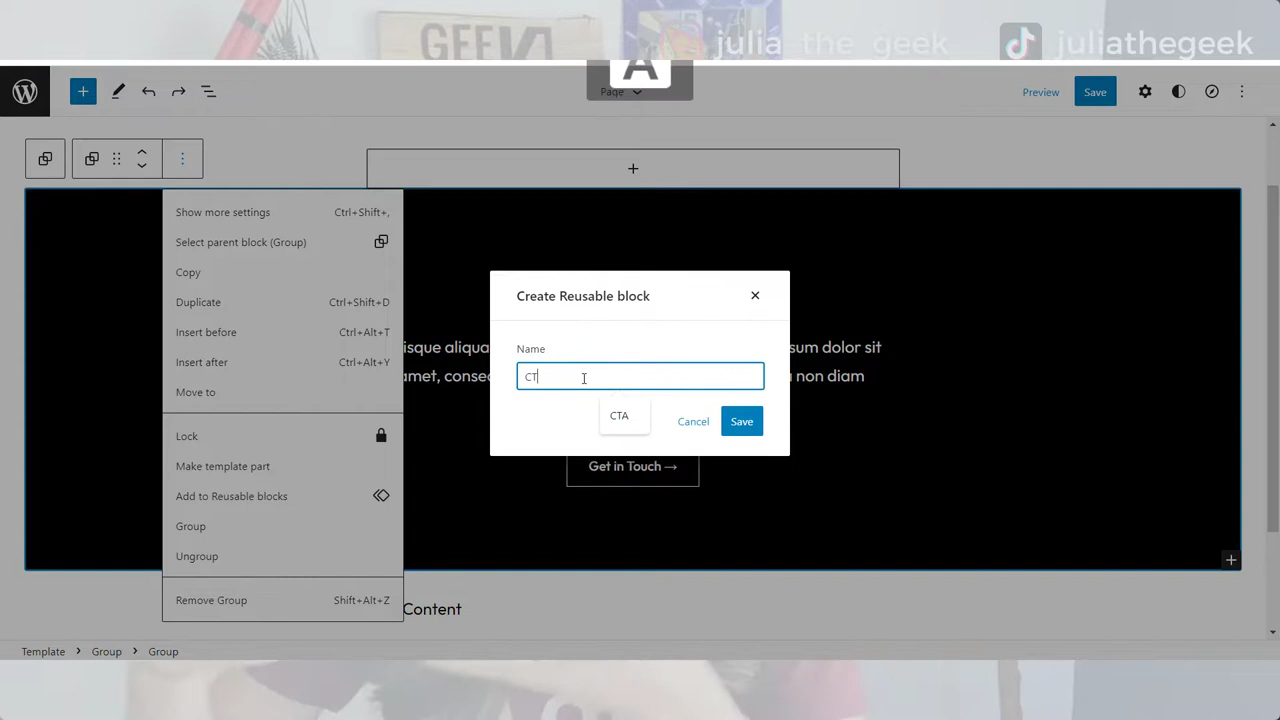 GEEK
julia_the_geek
juliathegeek
A
Page
Preview
Save
Show more settings Ctrl+Shift+,
Select parent block (Group)
Copy
Duplicate Ctrl+Shift+D
Insert before Ctrl+Alt+T
Insert after Ctrl+Alt+Y
Move to
Lock
Make template part
Add to Reusable blocks
Group
Ungroup
Remove Group Shift+Alt+Z
Create Reusable block
Name
CT
CTA
Cancel
Save
isque aliqua
sum dolor sit
amet, conse
a non diam
Get in Touch →
Content
Template > Group > Group